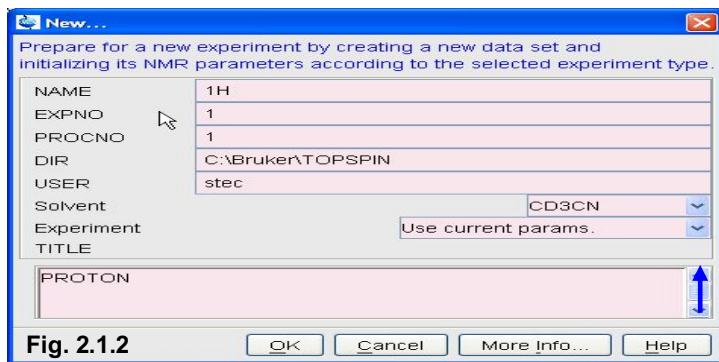 New...
Prepare for a new experiment by creating a new data set and
initializing its NMR parameters according to the selected experiment type.
NAME 1H
EXPNO 1
PROCNO 1
DIR C:\Bruker\TOPSPIN
USER stec
Solvent CD3CN
Experiment Use current params.
TITLE
PROTON
Fig. 2.1.2 OK Cancel More Info... Help